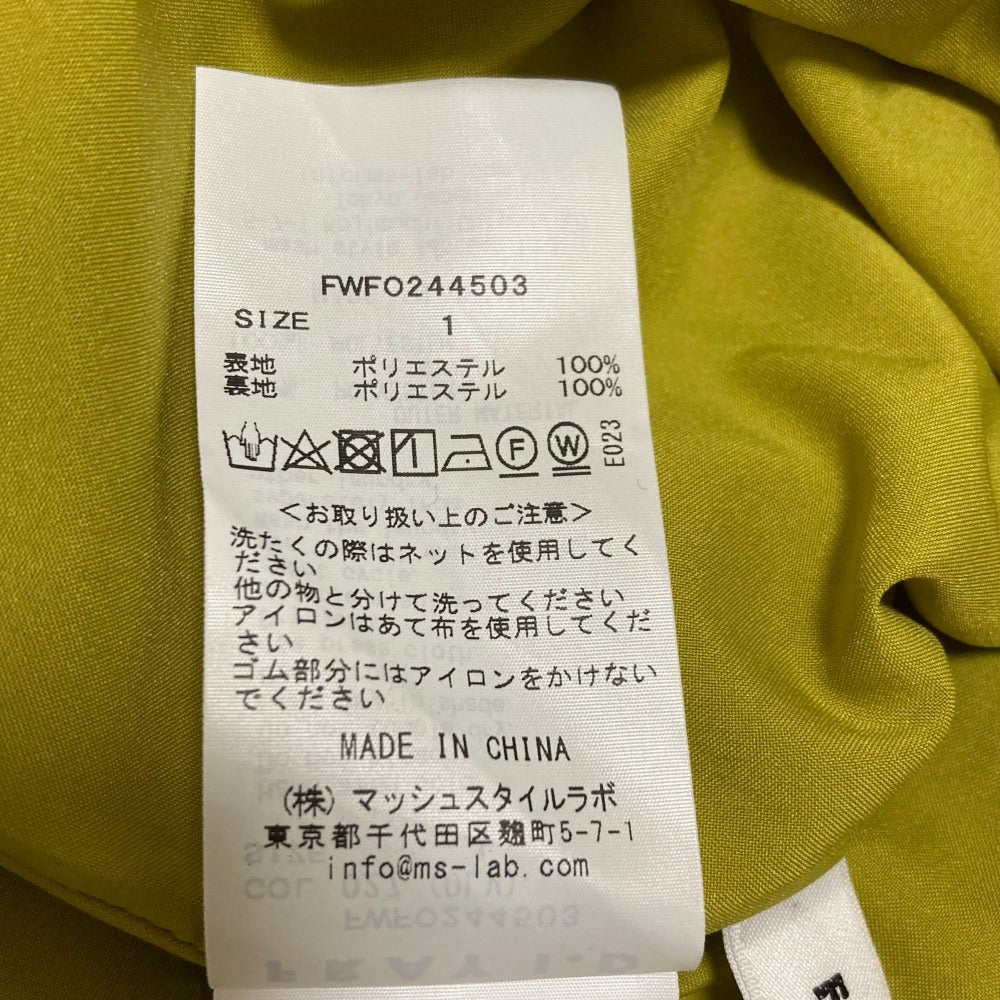 FWFO244503
SIZE 1
表地 ポリエステル 100%
裏地 ポリエステル 100%
F W E023
<お取り扱い上のご注意>
洗たくの際はネットを使用してく
ださい
他の物と分けて洗ってください
アイロンはあて布を使用してくだ
さい
ゴム部分にはアイロンをかけない
でください
MADE IN CHINA
(株) マッシュスタイルラボ
東京都千代田区麹町5-7-1
info@ms-lab.com